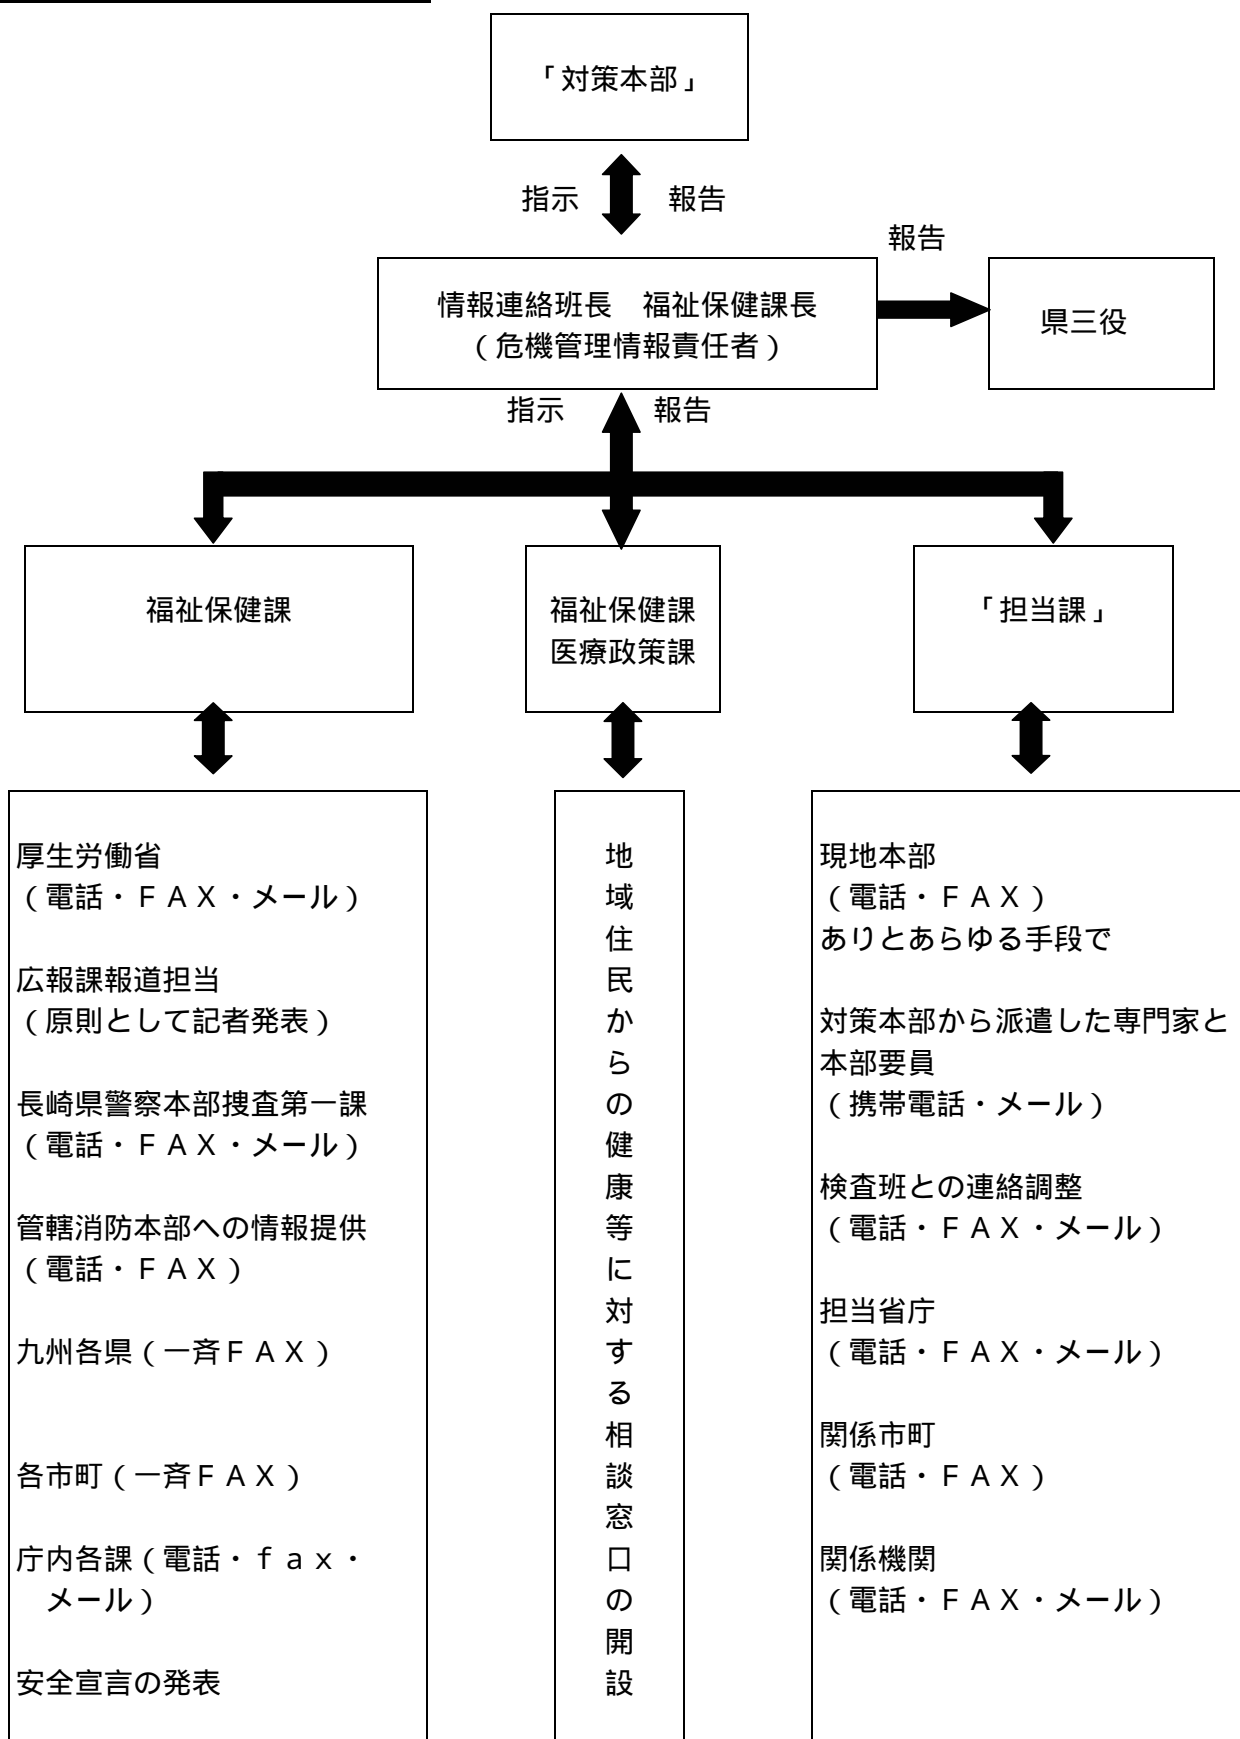 「対策本部」
指示　報告
報告
情報連絡班長　福祉保健課長
（危機管理情報責任者）
県三役
指示　報告
福祉保健課
福祉保健課
医療政策課
「担当課」
厚生労働省
（電話・ＦＡＸ・メール）
広報課報道担当
（原則として記者発表）
長崎県警察本部捜査第一課
（電話・ＦＡＸ・メール）
管轄消防本部への情報提供
（電話・ＦＡＸ）
九州各県（一斉ＦＡＸ）
各市町（一斉ＦＡＸ）
庁内各課（電話・ｆａｘ・
メール）
安全宣言の発表
地域住民からの健康等に対する相談窓口の開設
現地本部
（電話・ＦＡＸ）
ありとあらゆる手段で
対策本部から派遣した専門家と
本部要員
（携帯電話・メール）
検査班との連絡調整
（電話・ＦＡＸ・メール）
担当省庁
（電話・ＦＡＸ・メール）
関係市町
（電話・ＦＡＸ）
関係機関
（電話・ＦＡＸ・メール）